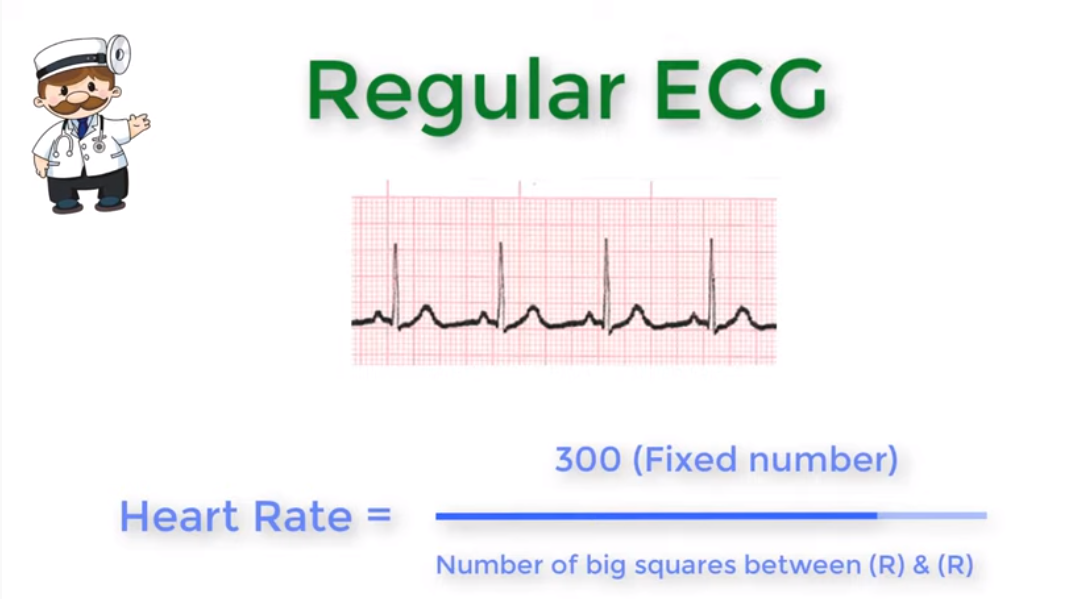 Regular ECG
300 (Fixed number)
Heart Rate =
Number of big squares between (R) & (R)